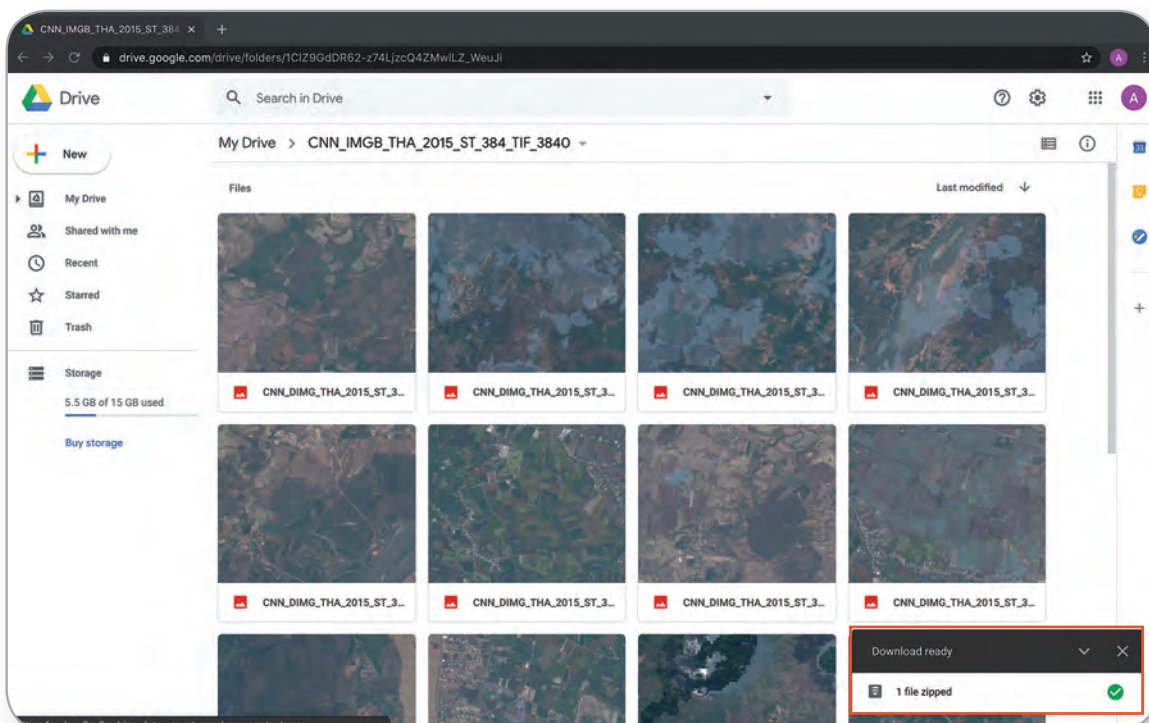 CNN_IMGB_THA_2015_ST_384
drive.google.com/drive/folders/1CIZ9GdDR62-z74LjzcQ4ZMwlLZ_WeuJi
A
Drive
Search in Drive
A
New
My Drive > CNN_IMGB_THA_2015_ST_384_TIF_3840
31
Files
Last modified
My Drive
Shared with me
Recent
Starred
Trash
Storage
5.5 GB of 15 GB used
Buy storage
CNN_DIMG_THA_2015_ST_3...
CNN_DIMG_THA_2015_ST_3...
CNN_DIMG_THA_2015_ST_3...
CNN_DIMG_THA_2015_ST_3...
CNN_DIMG_THA_2015_ST_3...
CNN_DIMG_THA_2015_ST_3...
CNN_DIMG_THA_2015_ST_3...
CNN_DIMG_THA_2015_ST_3...
Download ready
1 file zipped